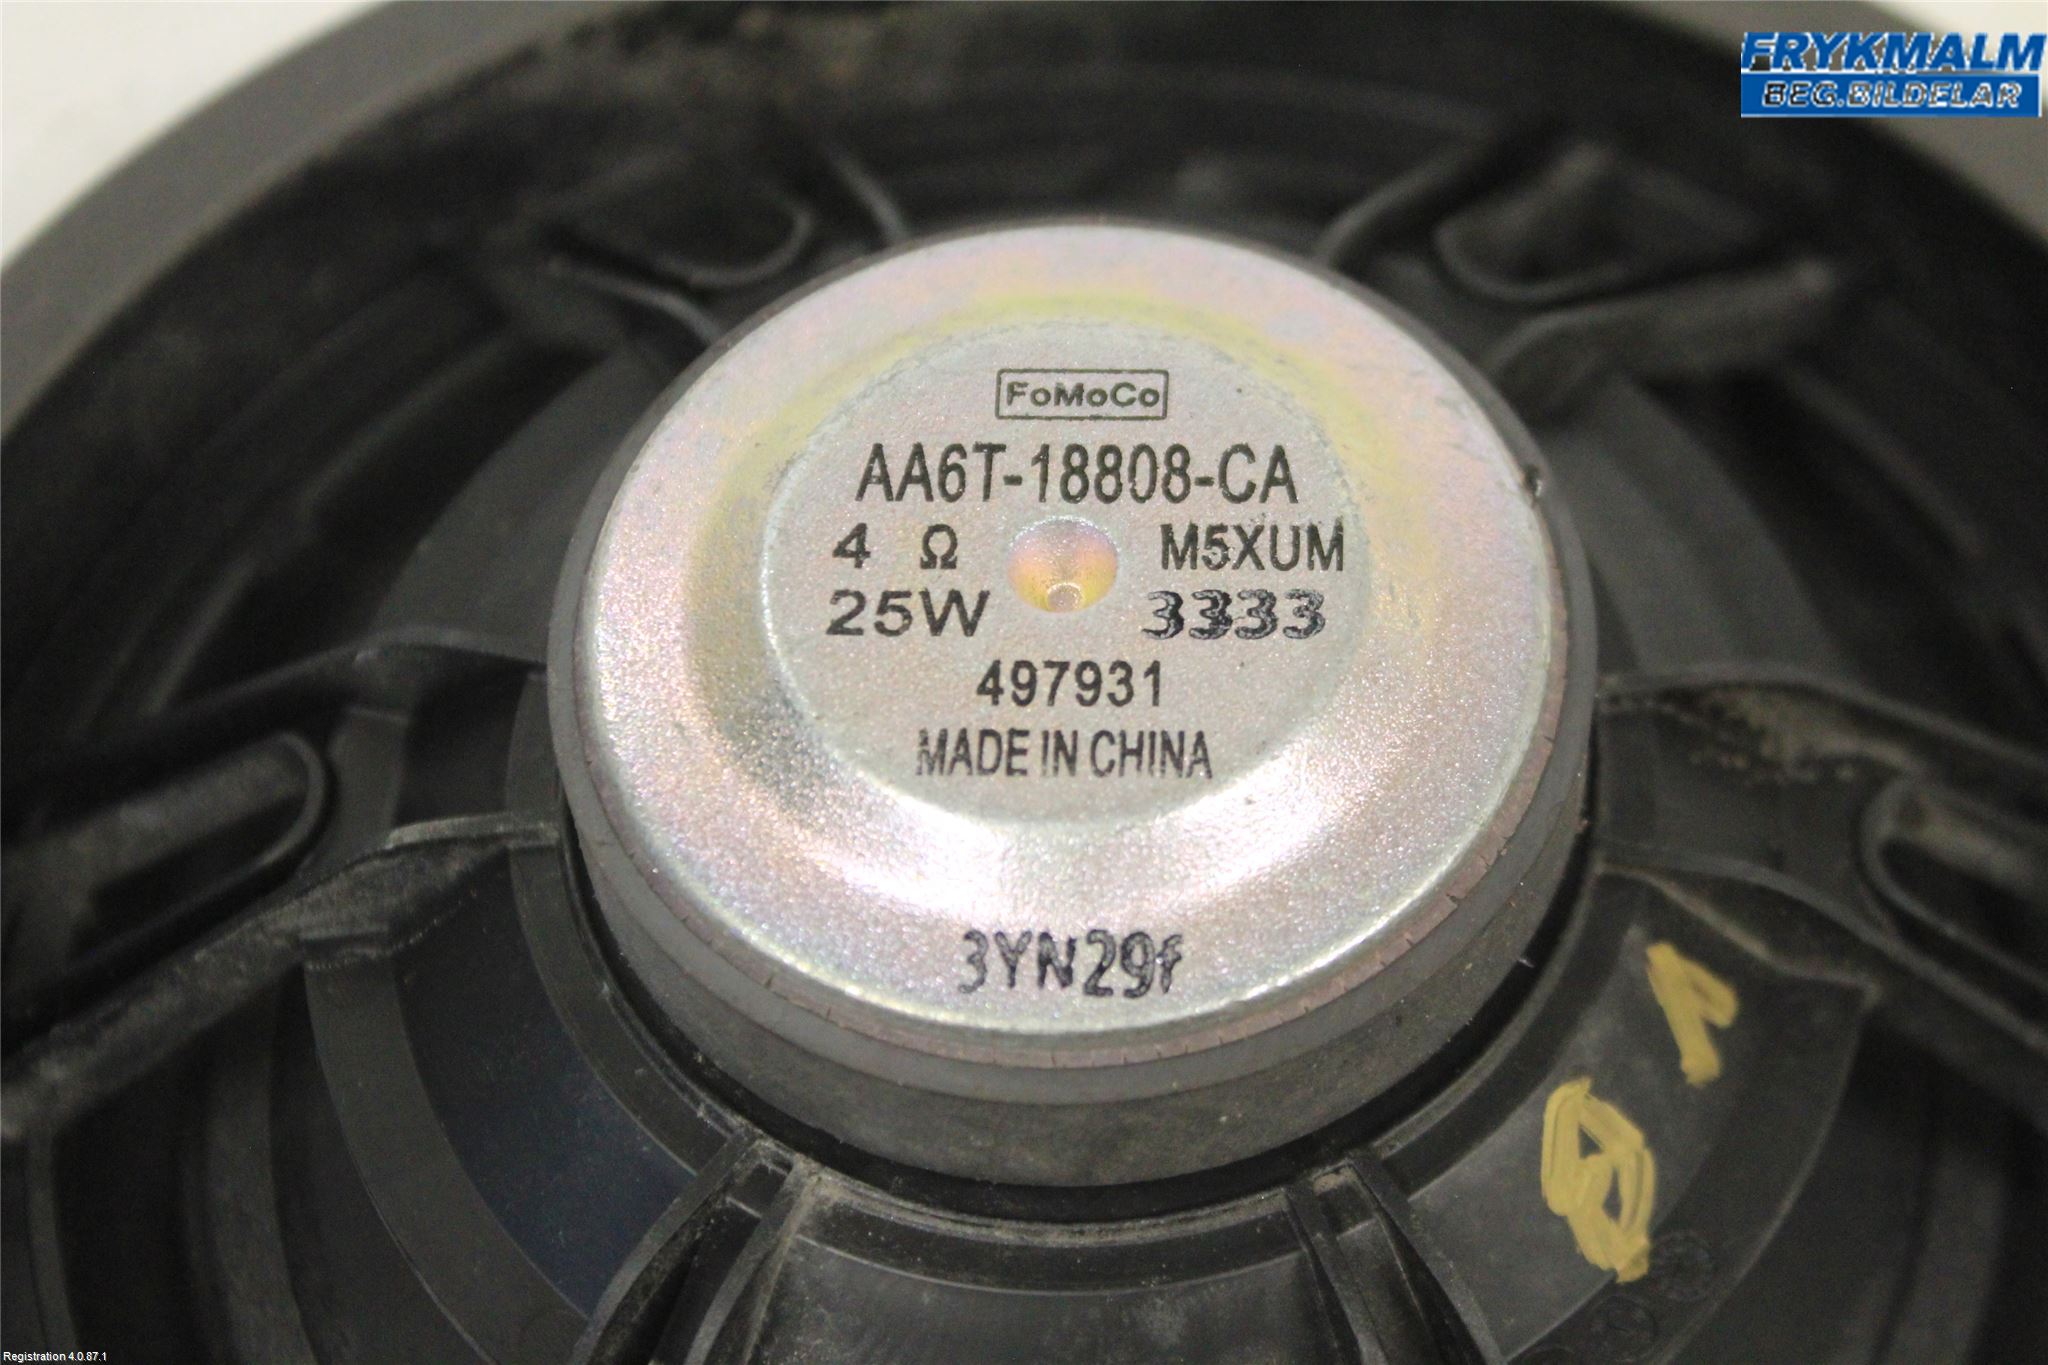 FRYKMALM
BEG.BILDELAR
FoMoCo
AA6T-18808-CA
4 Ω M5XUM
25W 3333
497931
MADE IN CHINA
3YN29f
Registration 4.0.87.1